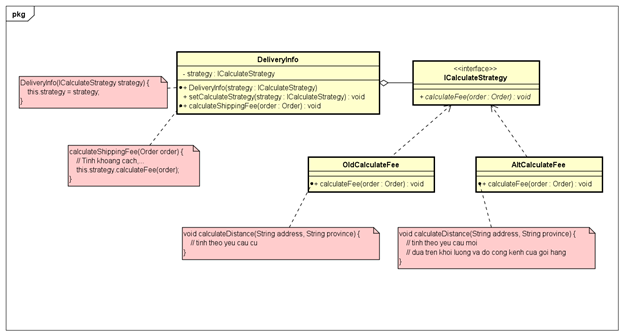 pkg
DeliveryInfo
- strategy : ICalculateStrategy
+ DeliveryInfo(strategy : ICalculateStrategy)
+ setCalculateStrategy(strategy : ICalculateStrategy) : void
+ calculateShippingFee(order : Order) : void
<<interface>>
ICalculateStrategy
+ calculateFee(order : Order) : void
DeliveryInfo(ICalculateStrategy strategy) {
this.strategy = strategy;
}
calculateShippingFee(Order order) {
// Tinh khoang cach,...
this.strategy.calculateFee(order);
}
OldCalculateFee
+ calculateFee(order : Order) : void
AltCalculateFee
+ calculateFee(order : Order) : void
void calculateDistance(String address, String province) {
// tinh theo yeu cau cu
void calculateDistance(String address, String province) {
// tinh theo yeu cau moi
// dua tren khoi luong va do cong kenh cua goi hang
}